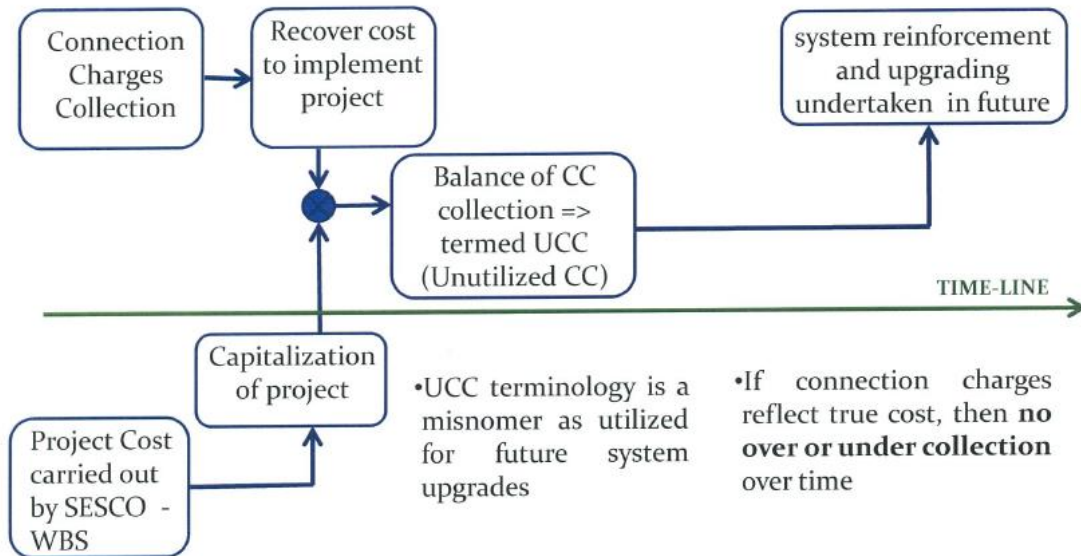 Connection
Charges
Collection
Recover cost
to implement
project
system reinforcement
and upgrading
undertaken in future
Balance of CC
collection =>
termed UCC
(Unutilized CC)
TIME-LINE
Capitalization
of project
Project Cost
carried out
by SESCO -
WBS
•UCC terminology is a
misnomer as utilized
for future system
upgrades
•If connection charges
reflect true cost, then no
over or under collection
over time